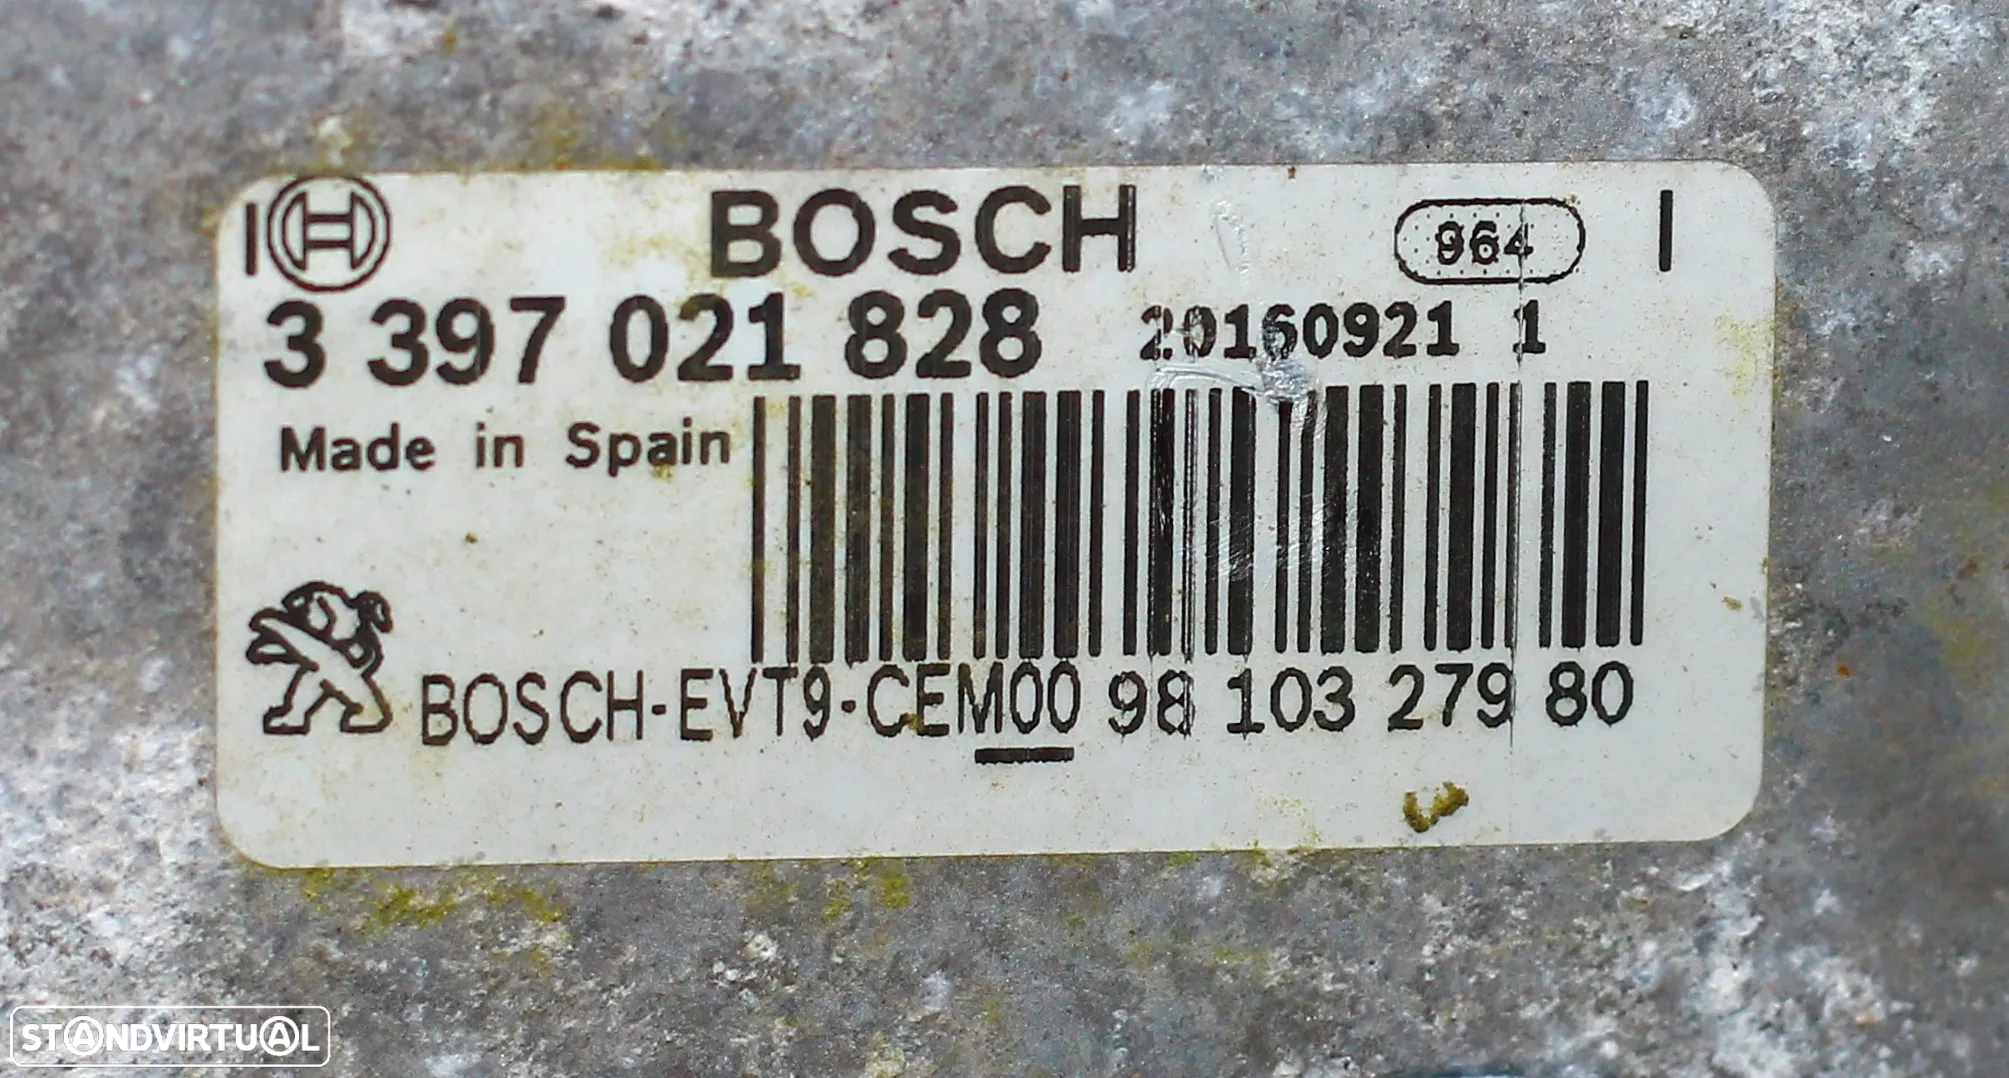 BOSCH 964
3 397 021 828 20160921 1
Made in Spain
BOSCH-EVT9-CEM00 98 103 279 80
STANDVIRTUAL